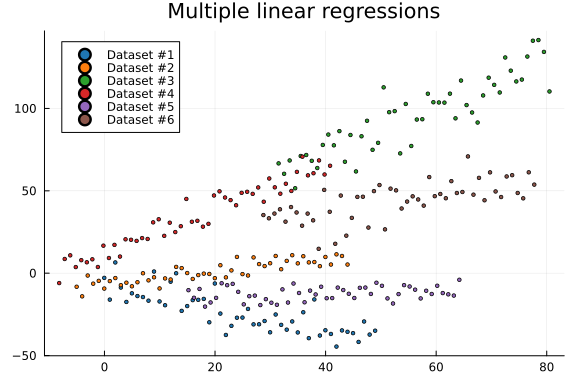 Multiple linear regressions
Dataset #1
Dataset #2
Dataset #3
Dataset #4
Dataset #5
Dataset #6
100
50
0
−50
0 20 40 60 80